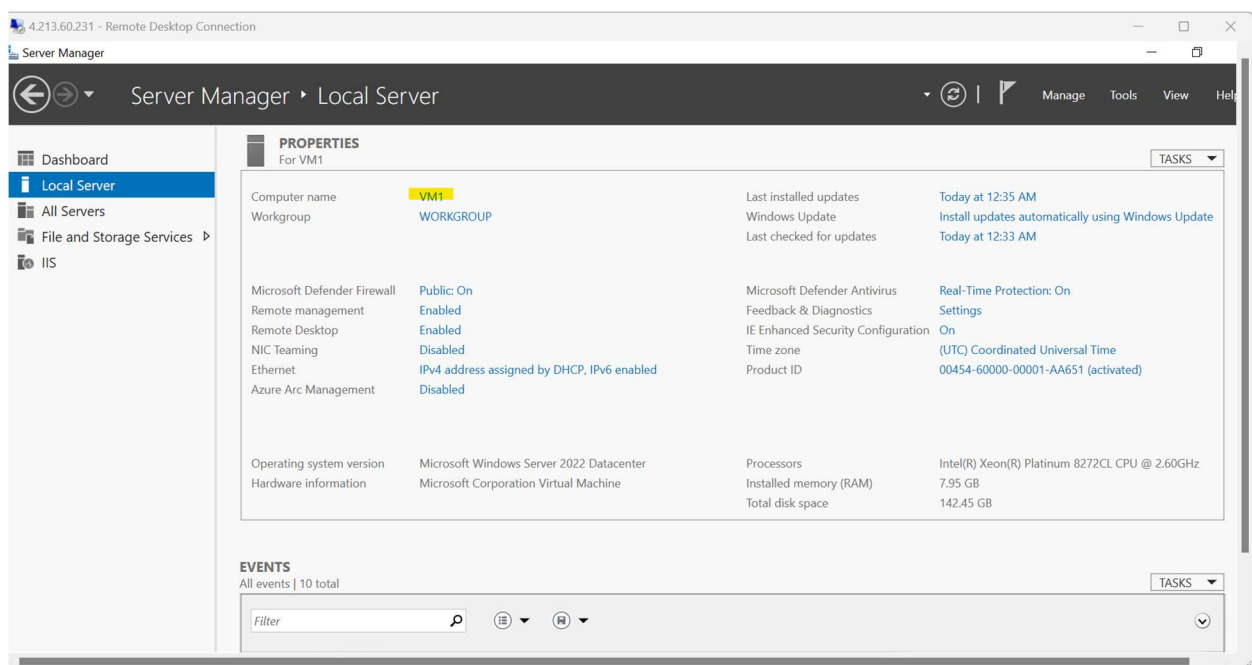 4.213.60.231 - Remote Desktop Connection
Server Manager
Server Manager • Local Server
Manage Tools View Help
Dashboard
Local Server
All Servers
File and Storage Services
IIS
PROPERTIES
For VM1
TASKS
Computer name VM1
Workgroup WORKGROUP
Last installed updates Today at 12:35 AM
Windows Update Install updates automatically using Windows Update
Last checked for updates Today at 12:33 AM
Microsoft Defender Firewall Public: On
Remote management Enabled
Remote Desktop Enabled
NIC Teaming Disabled
Ethernet IPv4 address assigned by DHCP, IPv6 enabled
Azure Arc Management Disabled
Microsoft Defender Antivirus Real-Time Protection: On
Feedback & Diagnostics Settings
IE Enhanced Security Configuration On
Time zone (UTC) Coordinated Universal Time
Product ID 00454-60000-00001-AA651 (activated)
Operating system version Microsoft Windows Server 2022 Datacenter
Hardware information Microsoft Corporation Virtual Machine
Processors Intel(R) Xeon(R) Platinum 8272CL CPU @ 2.60GHz
Installed memory (RAM) 7.95 GB
Total disk space 142.45 GB
EVENTS
All events | 10 total
TASKS
Filter